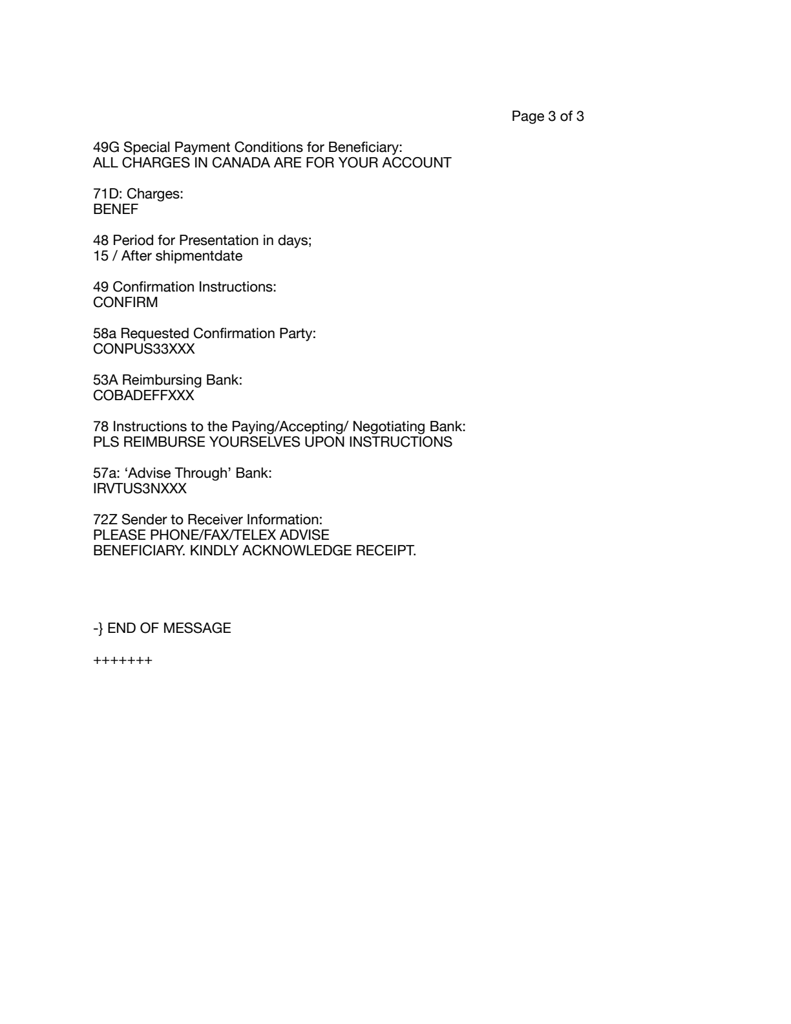 Page 3 of 3
49G Special Payment Conditions for Beneficiary:
ALL CHARGES IN CANADA ARE FOR YOUR ACCOUNT
71D: Charges:
BENEF
48 Period for Presentation in days;
15 / After shipmentdate
49 Confirmation Instructions:
CONFIRM
58a Requested Confirmation Party:
CONPUS33XXX
53A Reimbursing Bank:
COBADEFFXXX
78 Instructions to the Paying/Accepting/ Negotiating Bank:
PLS REIMBURSE YOURSELVES UPON INSTRUCTIONS
57a: ‘Advise Through’ Bank:
IRVTUS3NXXX
72Z Sender to Receiver Information:
PLEASE PHONE/FAX/TELEX ADVISE
BENEFICIARY. KINDLY ACKNOWLEDGE RECEIPT.
-} END OF MESSAGE
+++++++